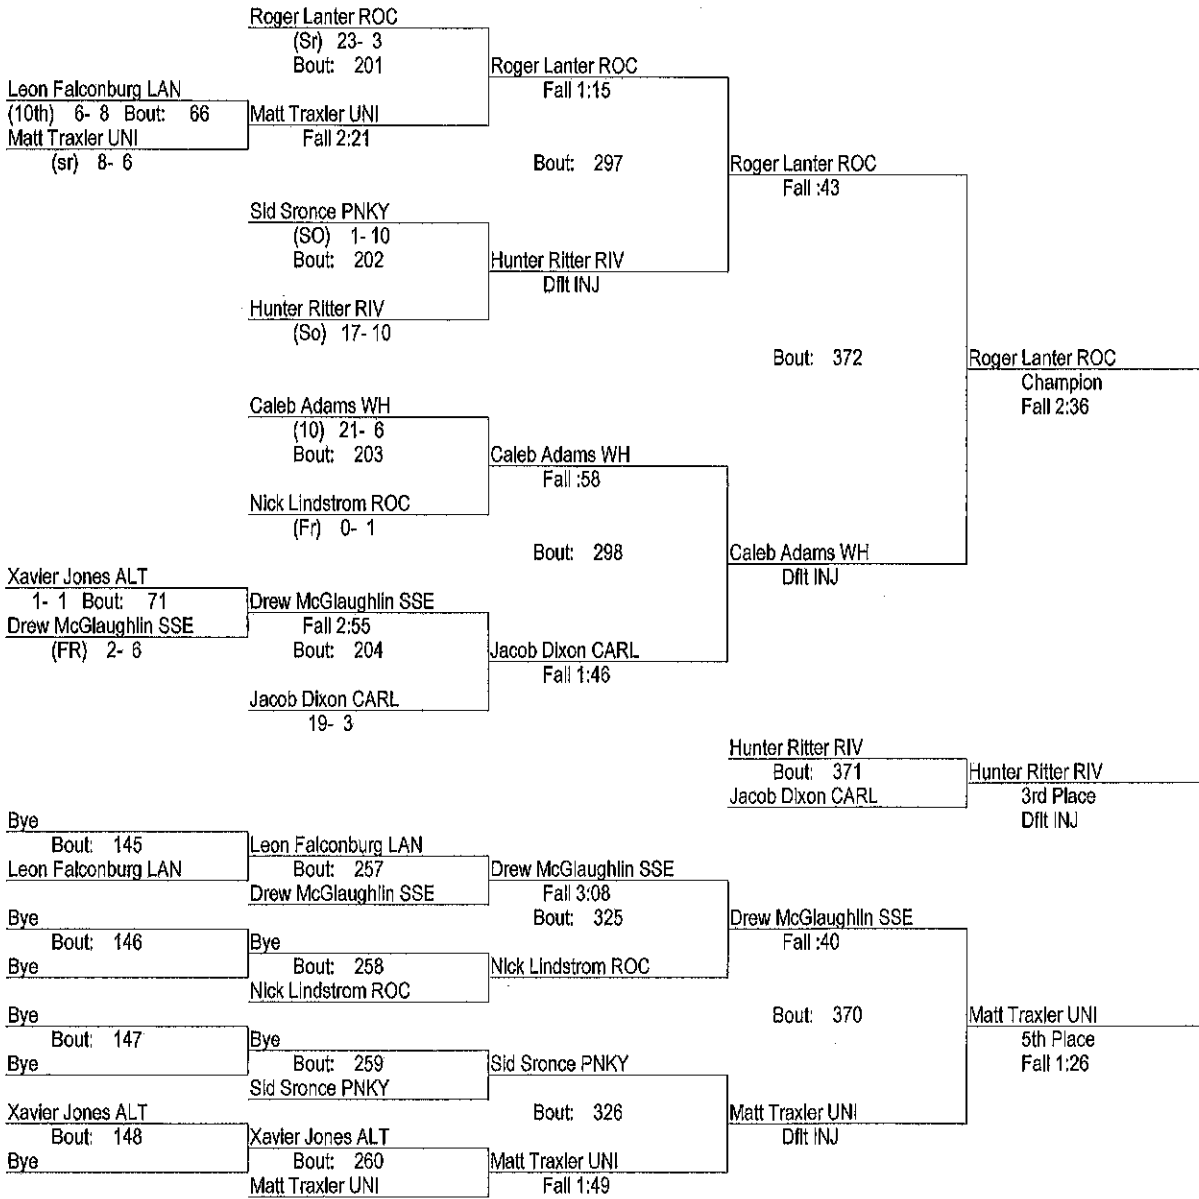 Roger Lanter ROC
(Sr) 23- 3
Bout: 201
Roger Lanter ROC
Fall 1:15
Leon Falconburg LAN
(10th) 6- 8 Bout: 66
Matt Traxler UNI
Matt Traxler UNI
Fall 2:21
(sr) 8- 6
Bout: 297
Roger Lanter ROC
Fall :43
Sid Sronce PNKY
(SO) 1- 10
Bout: 202
Hunter Ritter RIV
Dflt INJ
Hunter Ritter RIV
(So) 17- 10
Bout: 372
Roger Lanter ROC
Champion
Fall 2:36
Caleb Adams WH
(10) 21- 6
Bout: 203
Caleb Adams WH
Fall :58
Nick Lindstrom ROC
(Fr) 0- 1
Bout: 298
Caleb Adams WH
Dflt INJ
Xavier Jones ALT
1- 1 Bout: 71
Drew McGlaughlin SSE
Drew McGlaughlin SSE
Fall 2:55
(FR) 2- 6
Bout: 204
Jacob Dixon CARL
Fall 1:46
Jacob Dixon CARL
19- 3
Hunter Ritter RIV
Bout: 371
Jacob Dixon CARL
Hunter Ritter RIV
3rd Place
Dflt INJ
Bye
Bout: 145
Leon Falconburg LAN
Leon Falconburg LAN
Bout: 257
Drew McGlaughlin SSE
Drew McGlaughlin SSE
Fall 3:08
Bout: 325
Drew McGlaughlin SSE
Fall :40
Bye
Bout: 146
Bye
Bye
Bout: 258
Nick Lindstrom ROC
Nick Lindstrom ROC
Bout: 370
Matt Traxler UNI
5th Place
Fall 1:26
Bye
Bout: 147
Bye
Bye
Bout: 259
Sid Sronce PNKY
Sid Sronce PNKY
Bout: 326
Matt Traxler UNI
Dflt INJ
Xavier Jones ALT
Bout: 148
Bye
Xavier Jones ALT
Bout: 260
Matt Traxler UNI
Matt Traxler UNI
Fall 1:49